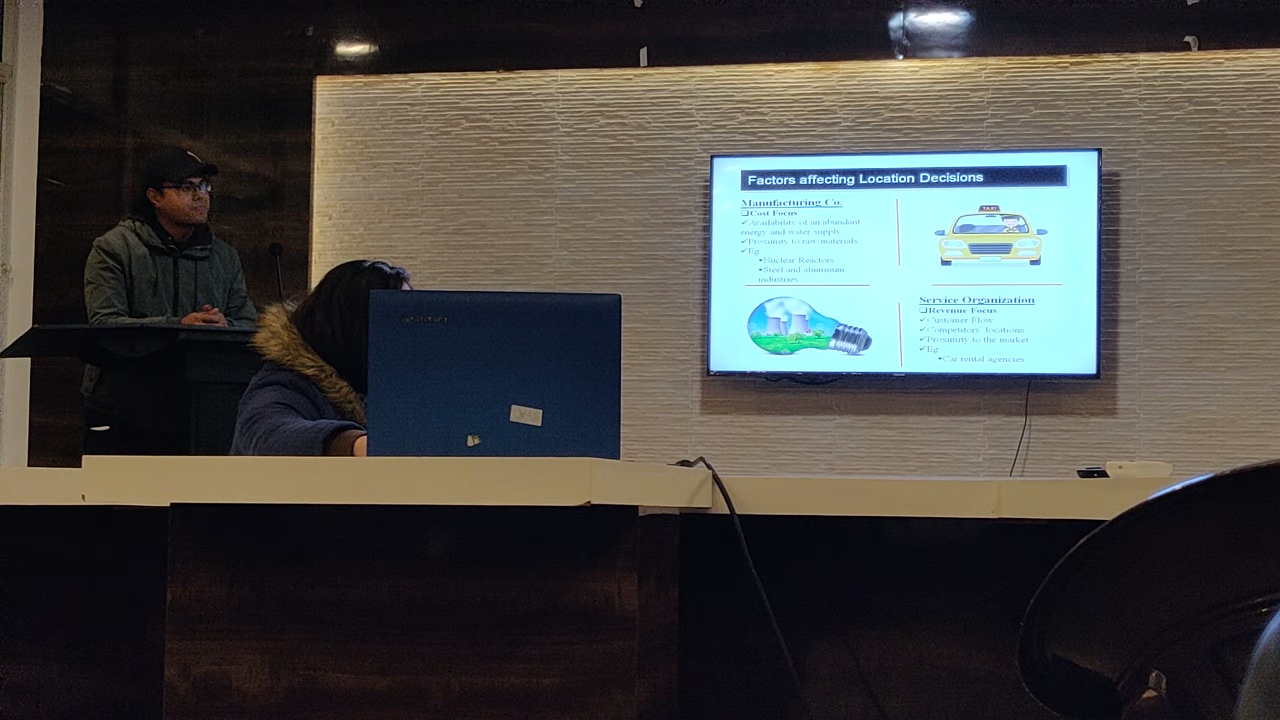 Factors affecting Location Decisions
Manufacturing Co.
❑Cost Focus
✓Availability of an abundant
energy and water supply
✓Proximity to raw materials
✓Eg
▪Nuclear Reactors
▪Steel and aluminum
industries
TAXI
Service Organization
❑Revenue Focus
✓Customer Flow
✓Competitors' locations
✓Proximity to the market
✓Eg
▪Car rental agencies